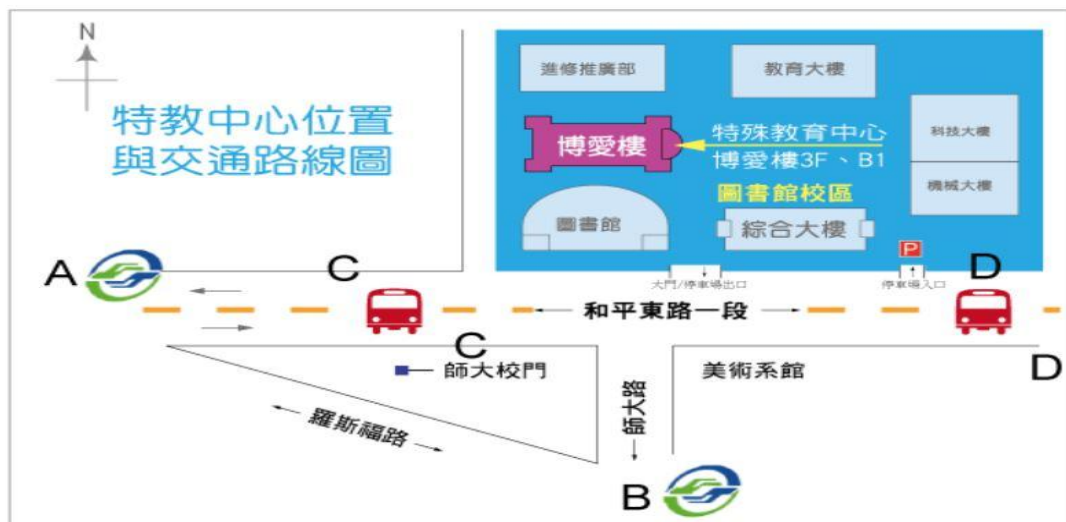 N
特教中心位置
與交通路線圖
進修推廣部
教育大樓
博愛樓
特殊教育中心
博愛樓3F、B1
科技大樓
機械大樓
圖書館校區
圖書館
綜合大樓
P
A
C
大門/停車場出口
停車場入口
D
和平東路一段
C
師大校門
美術系館
D
羅斯福路
師大路
B